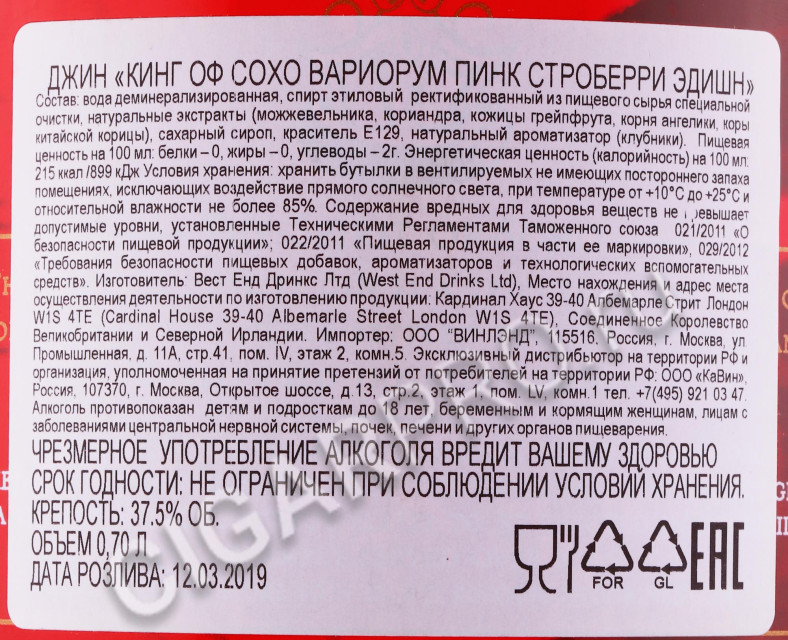 ДЖИН «КИНГ ОФ СОХО ВАРИОРУМ ПИНК СТРОБЕРРИ ЭДИШН»
Состав: вода деминерализированная, спирт этиловый ректификованный из пищевого сырья специальной
очистки, натуральные экстракты (можжевельника, кориандра, кожицы грейпфрута, корня ангелики, коры
китайской корицы), сахарный сироп, краситель Е129, натуральный ароматизатор (клубники). Пищевая
ценность на 100 мл: белки – 0, жиры – 0, углеводы – 2г. Энергетическая ценность (калорийность) на 100 мл:
215 ккал /899 кДж Условия хранения: хранить бутылки в вентилируемых не имеющих постороннего запаха
помещениях, исключающих воздействие прямого солнечного света, при температуре от +10°С до +25°С и
относительной влажности не более 85%. Содержание вредных для здоровья веществ не превышает
допустимые уровни, установленные Техническими Регламентами Таможенного союза 021/2011 «О
безопасности пищевой продукции»; 022/2011 «Пищевая продукция в части ее маркировки», 029/2012
«Требования безопасности пищевых добавок, ароматизаторов и технологических вспомогательных
средств». Изготовитель: Вест Енд Дринкс Лтд (West End Drinks Ltd), Место нахождения и адрес места
осуществления деятельности по изготовлению продукции: Кардинал Хаус 39-40 Албемарле Стрит Лондон
W1S 4TE (Cardinal House 39-40 Albemarle Street London W1S 4TE), Соединенное Королевство
Великобритании и Северной Ирландии. Импортер: ООО "ВИНЛЭНД", 115516, Россия, г. Москва, ул
Промышленная, д. 11А, стр.41, пом. IV, этаж 2, комн.5. Эксклюзивный дистрибьютор на территории РФ и
организация, уполномоченная на принятие претензий от потребителей на территории РФ: ООО «КаВин»,
Россия, 107370, г. Москва, Открытое шоссе, д.13, стр.2, этаж 1, пом. LV, комн.1 тел. +7(495) 921 03 47.
Алкоголь противопоказан детям и подросткам до 18 лет, беременным и кормящим женщинам, лицам с
заболеваниями центральной нервной системы, почек, печени и других органов пищеварения.
ЧРЕЗМЕРНОЕ УПОТРЕБЛЕНИЕ АЛКОГОЛЯ ВРЕДИТ ВАШЕМУ ЗДОРОВЬЮ
СРОК ГОДНОСТИ: НЕ ОГРАНИЧЕН ПРИ СОБЛЮДЕНИИ УСЛОВИЙ ХРАНЕНИЯ.
КРЕПОСТЬ: 37.5% ОБ.
ОБЪЕМ 0,70 Л
ДАТА РОЗЛИВА: 12.03.2019
FOR GL EAC
CIGARPRO.ru